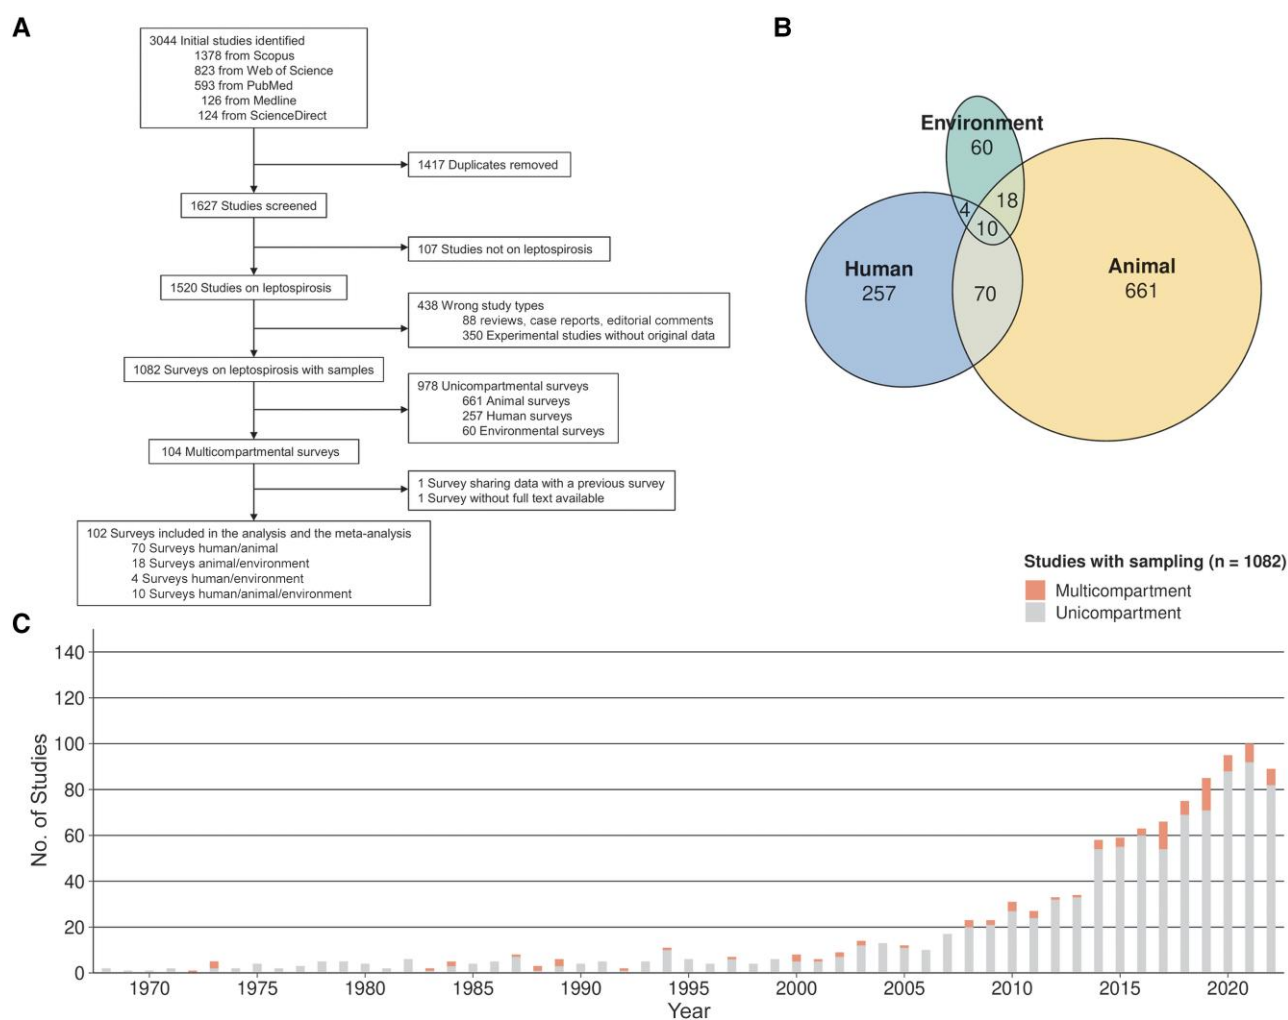 A
3044 Initial studies identified
1378 from Scopus
823 from Web of Science
593 from PubMed
126 from Medline
124 from ScienceDirect
1417 Duplicates removed
1627 Studies screened
107 Studies not on leptospirosis
1520 Studies on leptospirosis
438 Wrong study types
88 reviews, case reports, editorial comments
350 Experimental studies without original data
1082 Surveys on leptospirosis with samples
978 Unicompartmental surveys
661 Animal surveys
257 Human surveys
60 Environmental surveys
104 Multicompartmental surveys
1 Survey sharing data with a previous survey
1 Survey without full text available
102 Surveys included in the analysis and the meta-analysis
70 Surveys human/animal
18 Surveys animal/environment
4 Surveys human/environment
10 Surveys human/animal/environment
B
Environment
60
18
4
10
Human
257
70
Animal
661
Studies with sampling (n = 1082)
Multicompartment
Unicompartment
C
No. of Studies
140
120
100
80
60
40
20
0
1970 1975 1980 1985 1990 1995 2000 2005 2010 2015 2020
Year